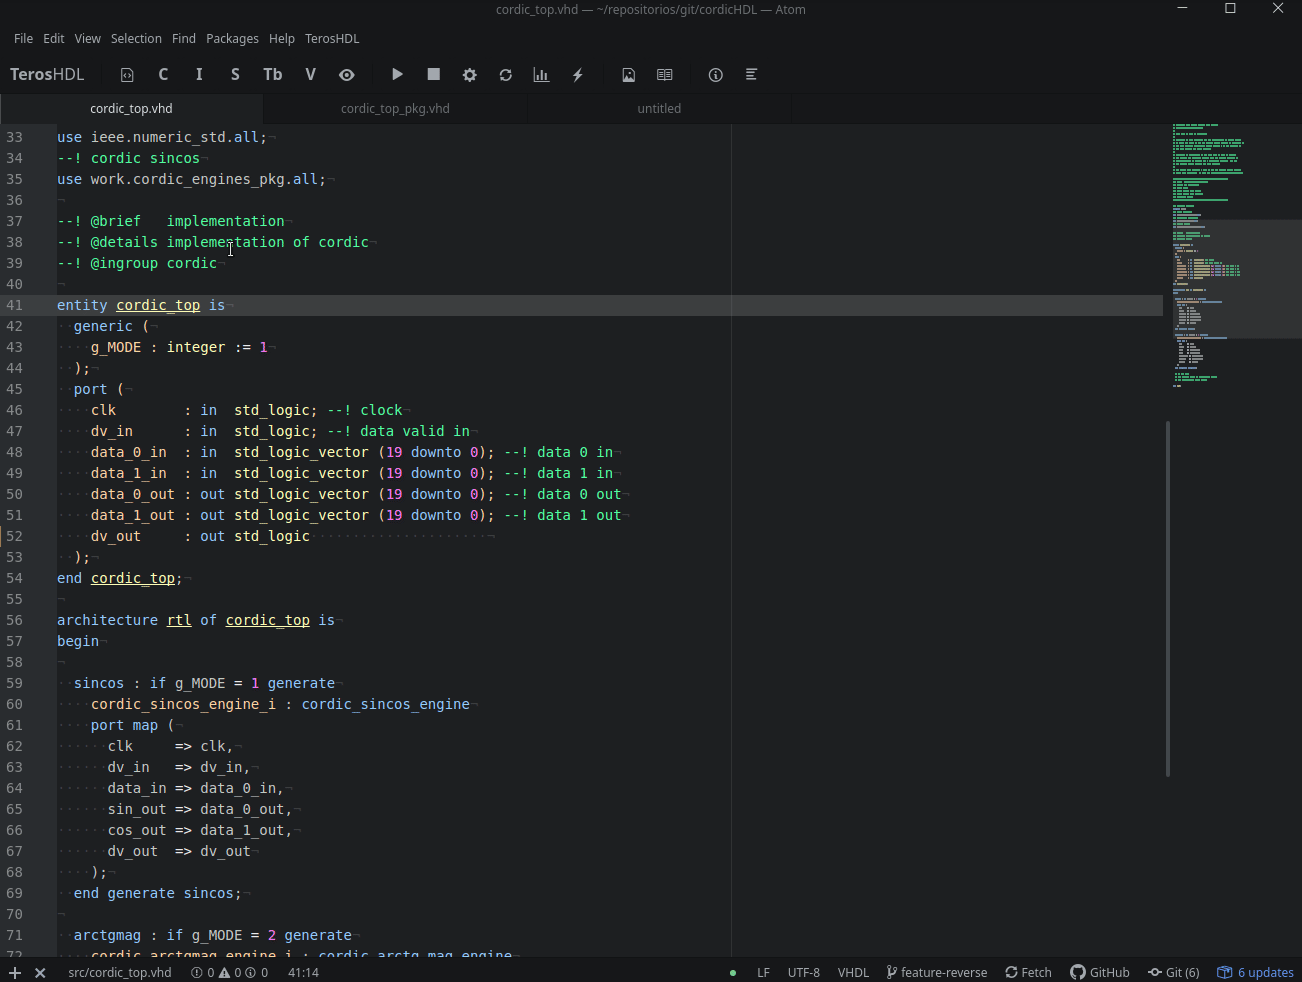 cordic_top.vhd — ~/repositorios/git/cordicHDL — Atom
File Edit View Selection Find Packages Help TerosHDL
TerosHDL C I S Tb V
cordic_top.vhd cordic_top_pkg.vhd untitled
33 use ieee.numeric_std.all;
34 --! cordic sincos
35 use work.cordic_engines_pkg.all;
36
37 --! @brief   implementation
38 --! @details implementation of cordic
39 --! @ingroup cordic
40
41 entity cordic_top is
42   generic (
43     g_MODE : integer := 1
44   );
45   port (
46     clk        : in  std_logic; --! clock
47     dv_in      : in  std_logic; --! data valid in
48     data_0_in  : in  std_logic_vector (19 downto 0); --! data 0 in
49     data_1_in  : in  std_logic_vector (19 downto 0); --! data 1 in
50     data_0_out : out std_logic_vector (19 downto 0); --! data 0 out
51     data_1_out : out std_logic_vector (19 downto 0); --! data 1 out
52     dv_out     : out std_logic
53   );
54 end cordic_top;
55
56 architecture rtl of cordic_top is
57 begin
58
59   sincos : if g_MODE = 1 generate
60     cordic_sincos_engine_i : cordic_sincos_engine
61     port map (
62       clk     => clk,
63       dv_in   => dv_in,
64       data_in => data_0_in,
65       sin_out => data_0_out,
66       cos_out => data_1_out,
67       dv_out  => dv_out
68     );
69   end generate sincos;
70
71   arctgmag : if g_MODE = 2 generate
72     cordic_arctgmag_engine_i : cordic_arctg_mag_engine
src/cordic_top.vhd 0 0 0 41:14 LF UTF-8 VHDL feature-reverse Fetch GitHub Git (6) 6 updates